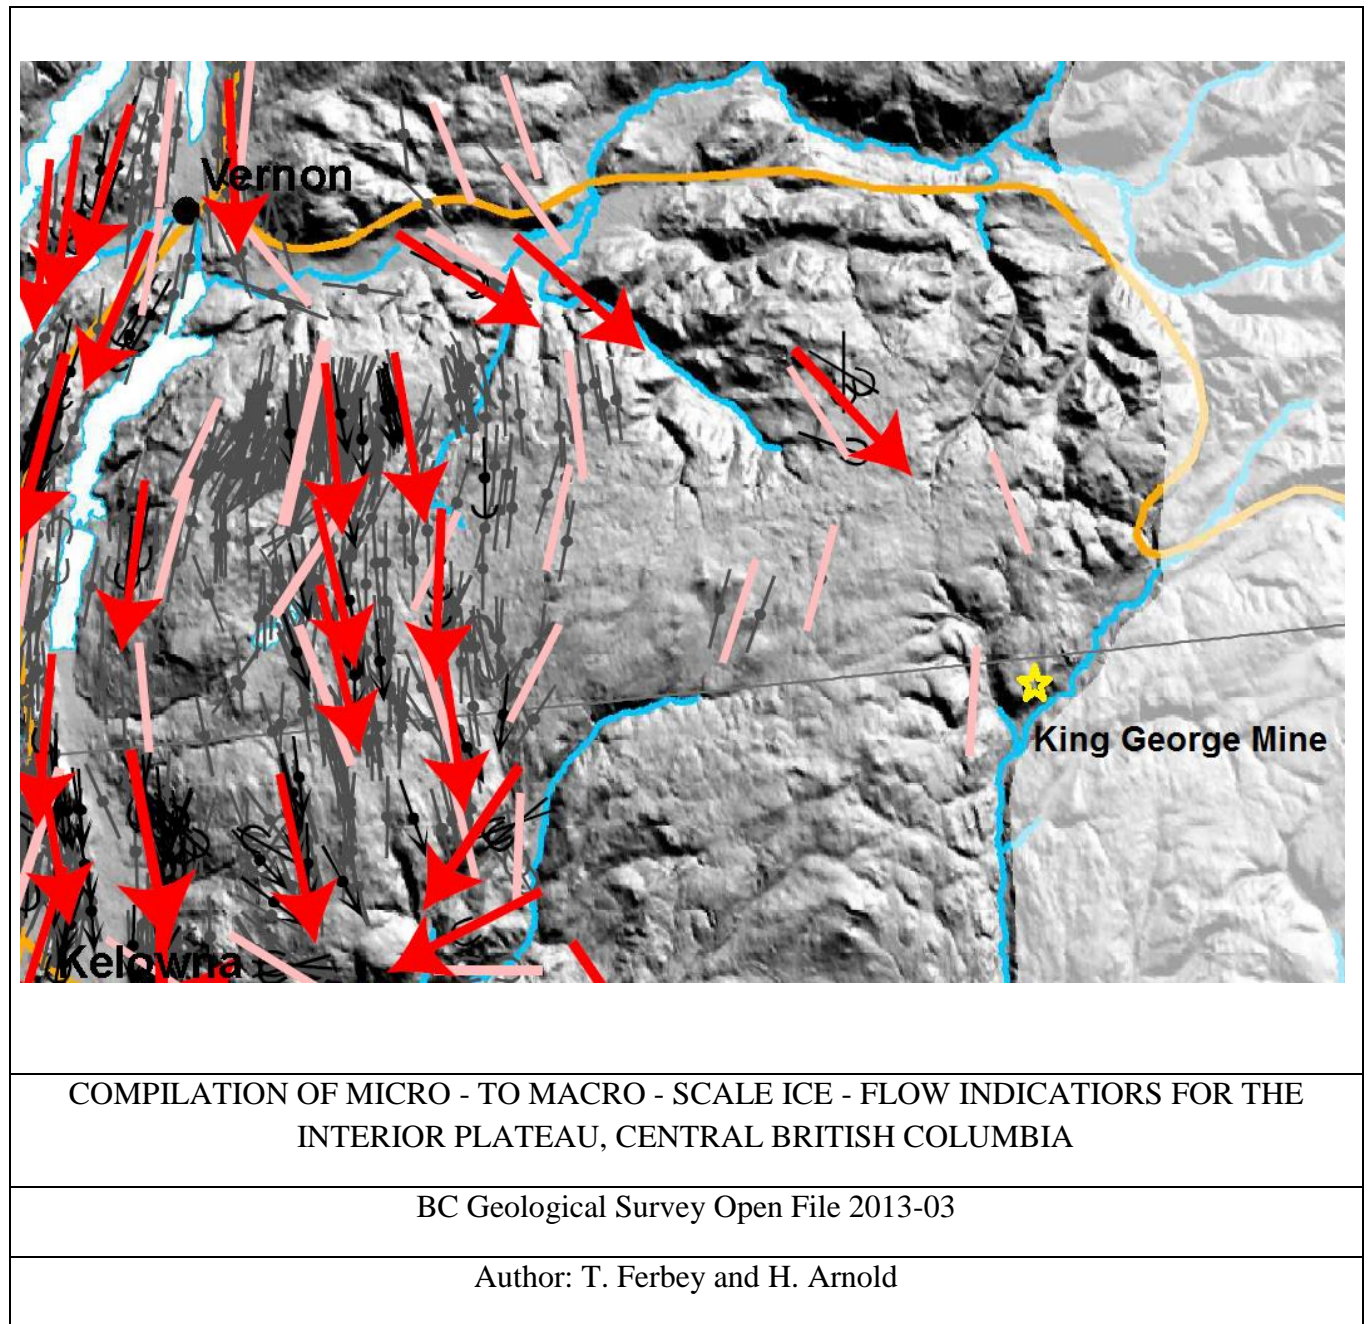 Vernon
King George Mine
Kelowna
COMPILATION OF MICRO - TO MACRO - SCALE ICE - FLOW INDICATIORS FOR THE
INTERIOR PLATEAU, CENTRAL BRITISH COLUMBIA
BC Geological Survey Open File 2013-03
Author: T. Ferbey and H. Arnold